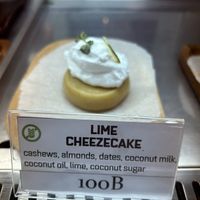 LIME
CHEEZECAKE
cashews, almonds, dates, coconut milk,
coconut oil, lime, coconut sugar
100B